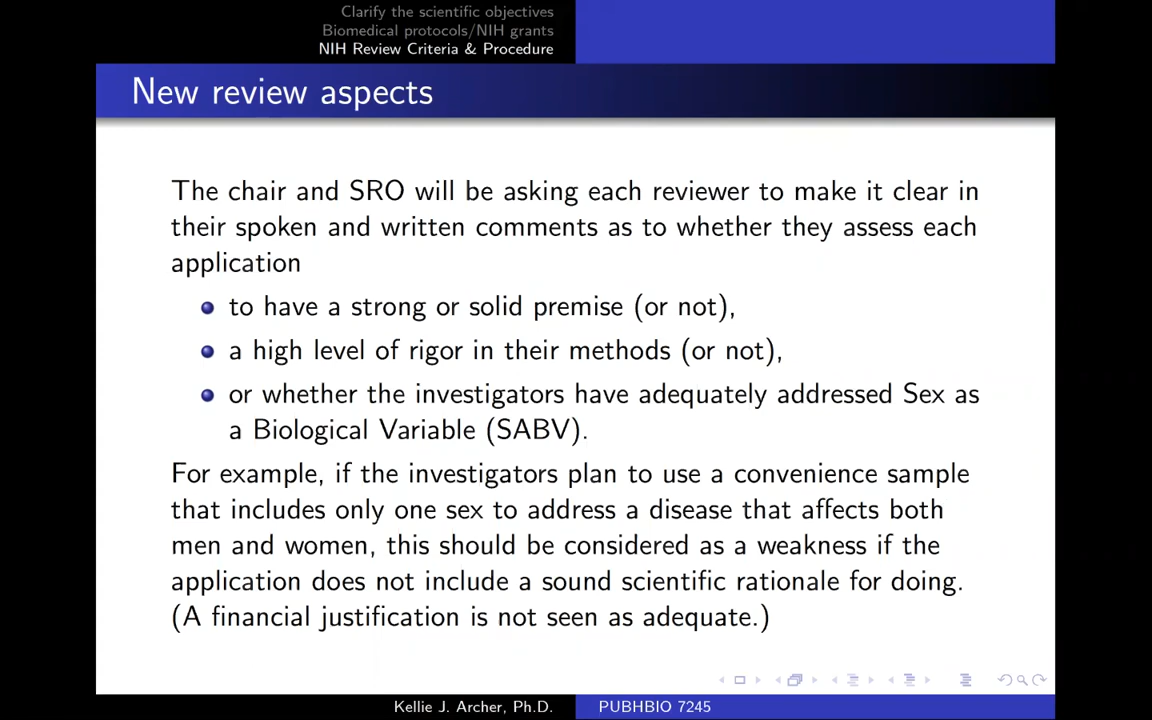 Clarify the scientific objectives
Biomedical protocols/NIH grants
NIH Review Criteria & Procedure
New review aspects
The chair and SRO will be asking each reviewer to make it clear in
their spoken and written comments as to whether they assess each
application
to have a strong or solid premise (or not),
a high level of rigor in their methods (or not),
or whether the investigators have adequately addressed Sex as
a Biological Variable (SABV).
For example, if the investigators plan to use a convenience sample
that includes only one sex to address a disease that affects both
men and women, this should be considered as a weakness if the
application does not include a sound scientific rationale for doing.
(A financial justification is not seen as adequate.)
Kellie J. Archer, Ph.D.
PUBHBIO 7245